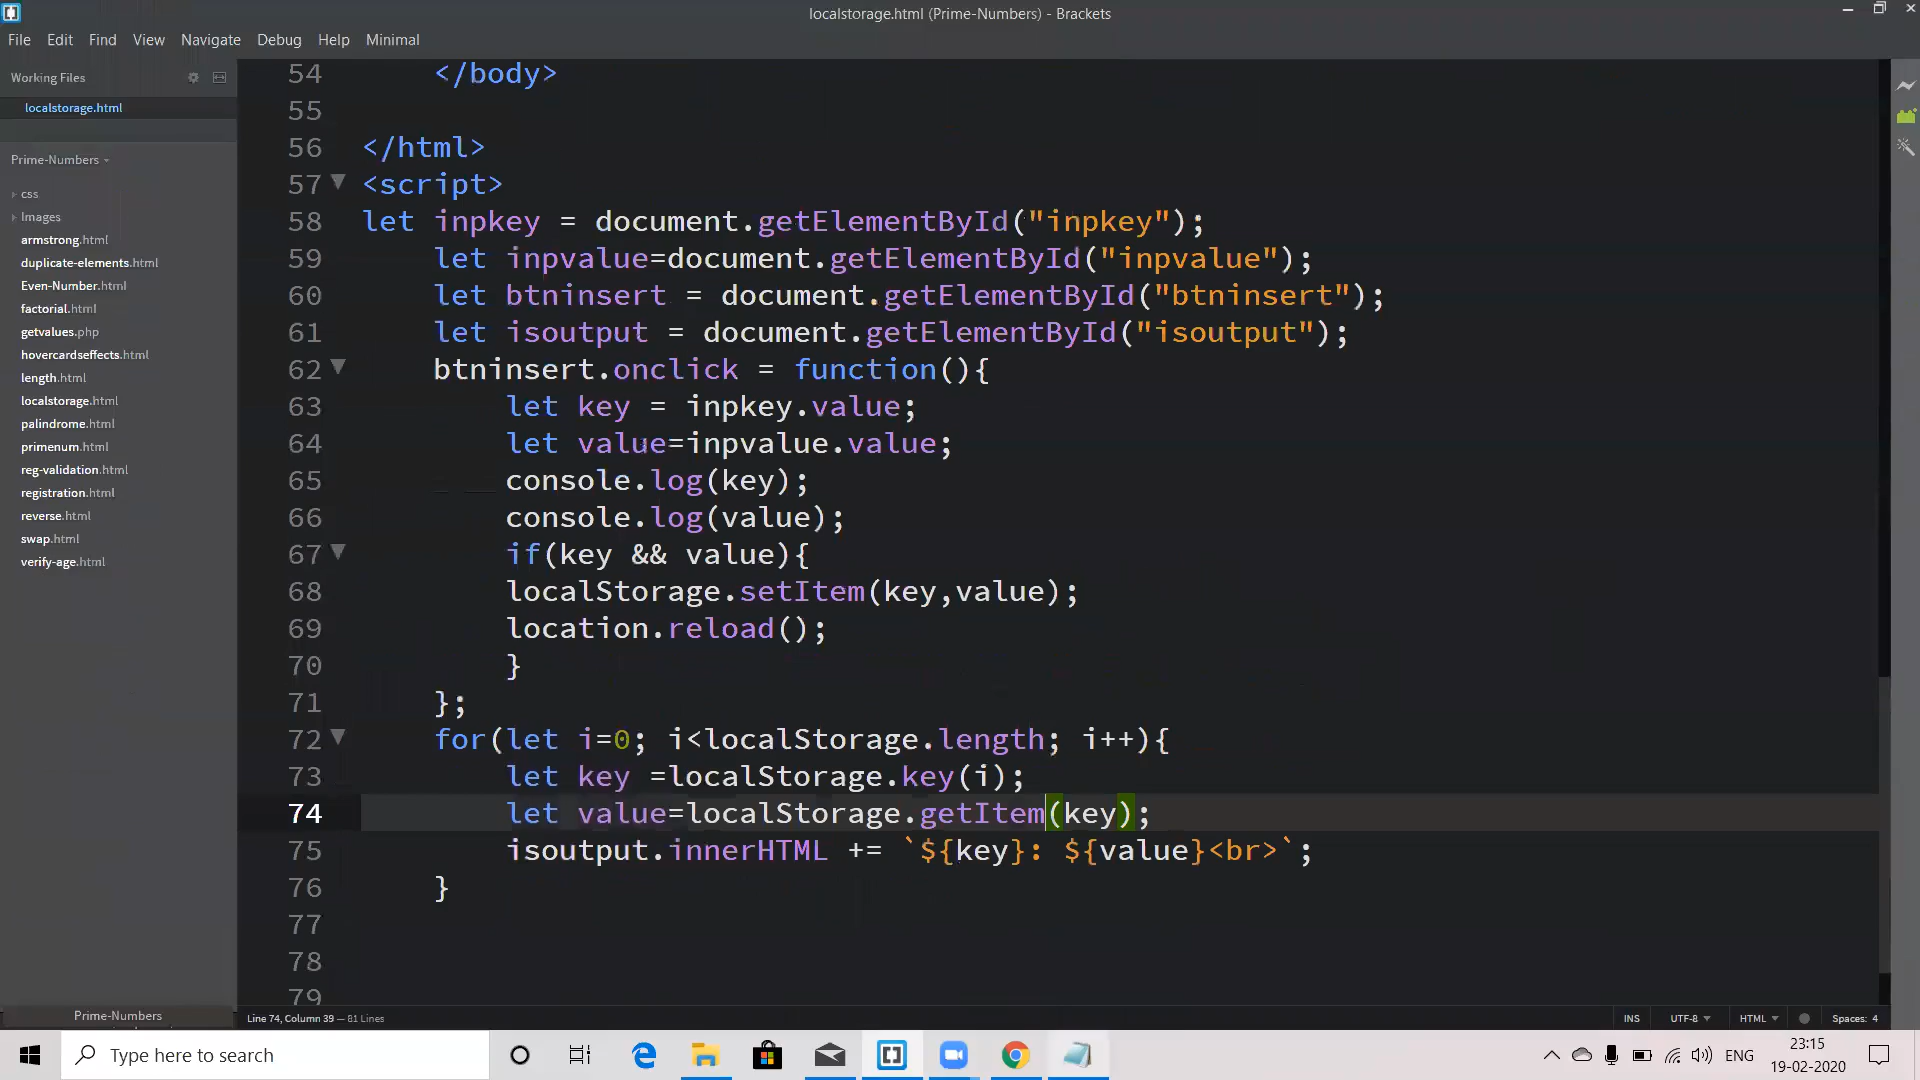 localstorage.html (Prime-Numbers) - Brackets
File Edit Find View Navigate Debug Help Minimal
Working Files
localstorage.html
Prime-Numbers
css
Images
armstrong.html
duplicate-elements.html
Even-Number.html
factorial.html
getvalues.php
hovercardseffects.html
length.html
localstorage.html
palindrome.html
primenum.html
reg-validation.html
registration.html
reverse.html
swap.html
verify-age.html
Prime-Numbers
54 </body>
55
56 </html>
57 <script>
58 let inpkey = document.getElementById("inpkey");
59 let inpvalue=document.getElementById("inpvalue");
60 let btninsert = document.getElementById("btninsert");
61 let isoutput = document.getElementById("isoutput");
62 btninsert.onclick = function(){
63 let key = inpkey.value;
64 let value=inpvalue.value;
65 console.log(key);
66 console.log(value);
67 if(key && value){
68 localStorage.setItem(key,value);
69 location.reload();
70 }
71 };
72 for(let i=0; i<localStorage.length; i++){
73 let key =localStorage.key(i);
74 let value=localStorage.getItem(key);
75 isoutput.innerHTML += `${key}: ${value}<br>`;
76 }
77
78
79
Line 74, Column 39 — 81 Lines
INS UTF-8 HTML Spaces: 4
Type here to search
ENG
23:15
19-02-2020